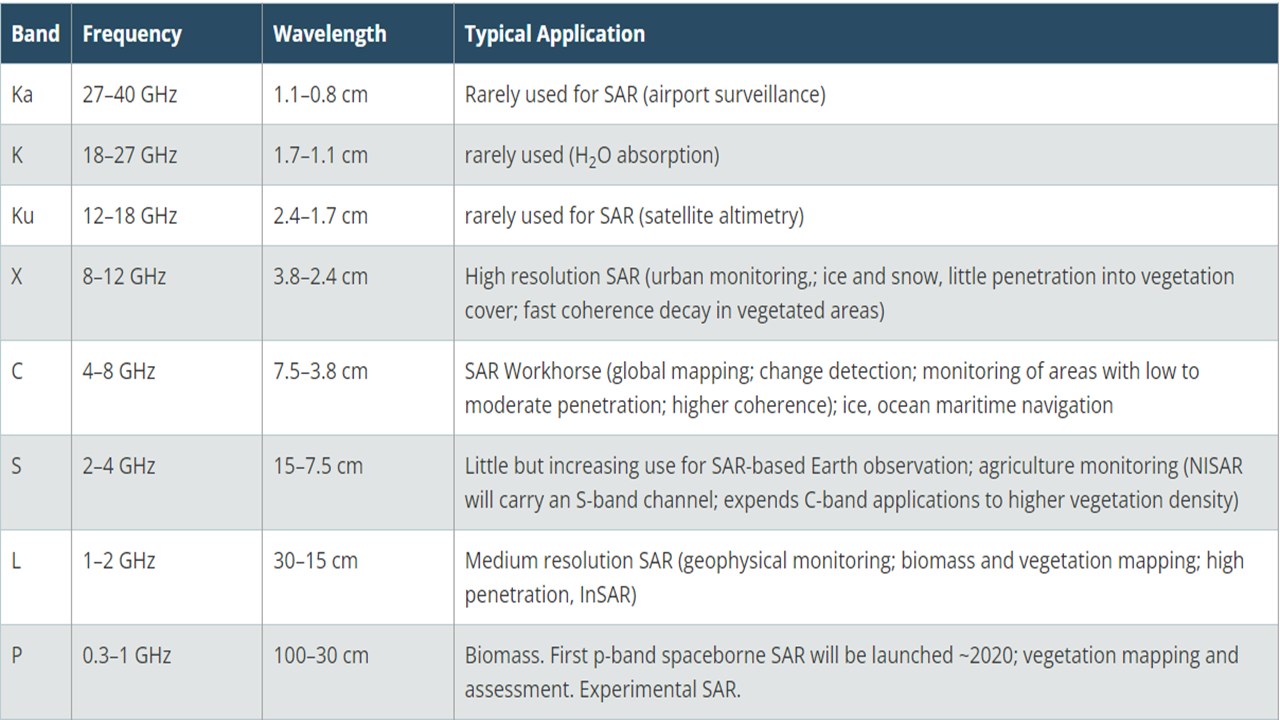 Band Frequency Wavelength Typical Application
Ka 27–40 GHz 1.1–0.8 cm Rarely used for SAR (airport surveillance)
K 18–27 GHz 1.7–1.1 cm rarely used (H₂O absorption)
Ku 12–18 GHz 2.4–1.7 cm rarely used for SAR (satellite altimetry)
X 8–12 GHz 3.8–2.4 cm High resolution SAR (urban monitoring,; ice and snow, little penetration into vegetation
cover; fast coherence decay in vegetated areas)
C 4–8 GHz 7.5–3.8 cm SAR Workhorse (global mapping; change detection; monitoring of areas with low to
moderate penetration; higher coherence); ice, ocean maritime navigation
S 2–4 GHz 15–7.5 cm Little but increasing use for SAR-based Earth observation; agriculture monitoring (NISAR
will carry an S-band channel; expends C-band applications to higher vegetation density)
L 1–2 GHz 30–15 cm Medium resolution SAR (geophysical monitoring; biomass and vegetation mapping; high
penetration, InSAR)
P 0.3–1 GHz 100–30 cm Biomass. First p-band spaceborne SAR will be launched ~2020; vegetation mapping and
assessment. Experimental SAR.